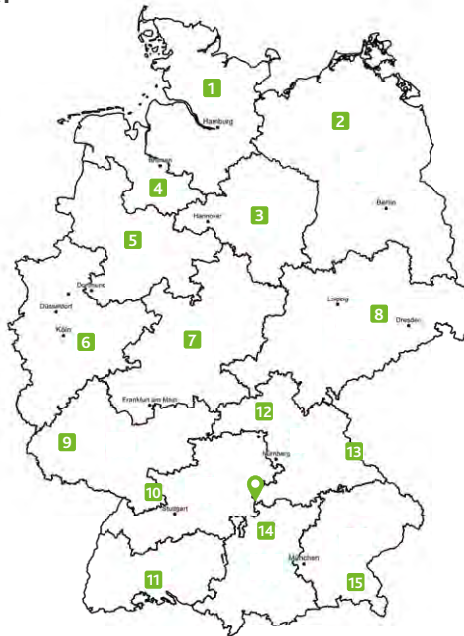 1
Hamburg
2
Bremen
4
3
Berlin
Hannover
5
Dortmund
Düsseldorf
Köln
6
7
Leipzig
8
Dresden
Frankfurt am Main
12
9
Nürnberg
13
10
Stuttgart
14
München
11
15